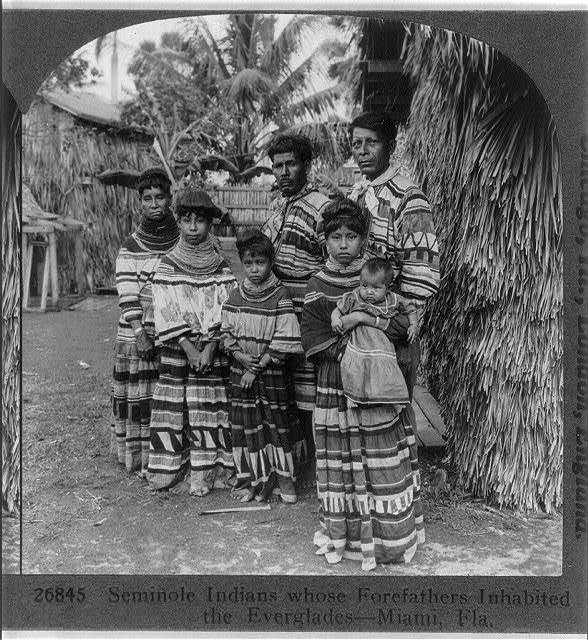 26845 Seminole Indians whose Forefathers Inhabited
the Everglades—Miami, Fla.